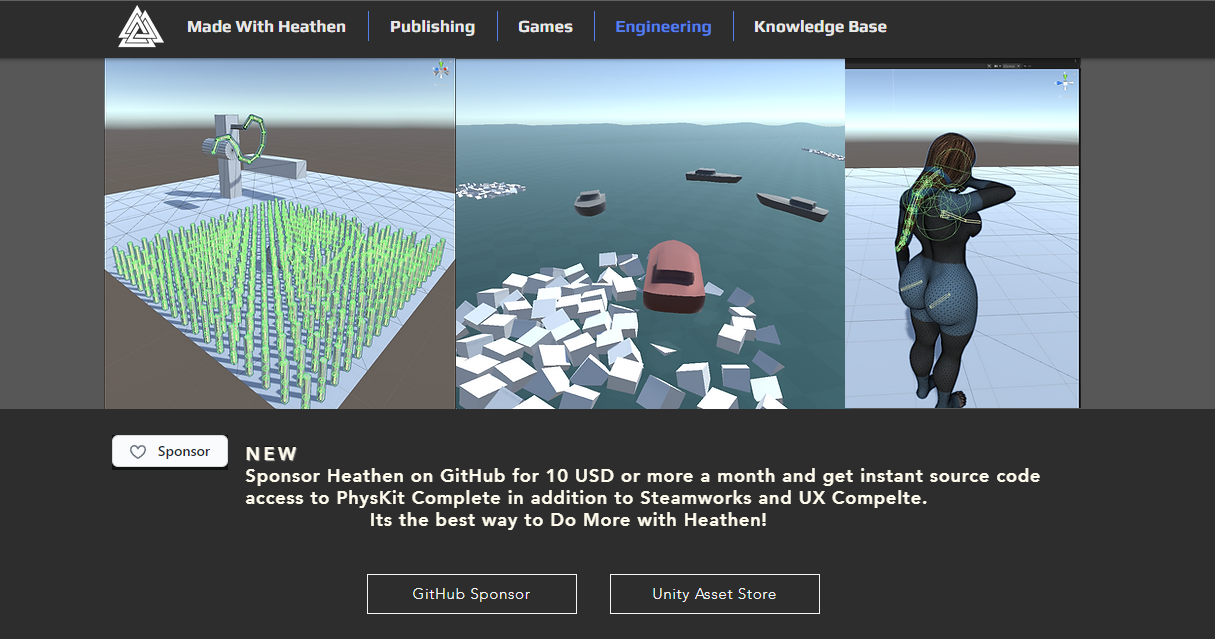 Made With Heathen
Publishing
Games
Engineering
Knowledge Base
Sponsor
NEW
Sponsor Heathen on GitHub for 10 USD or more a month and get instant source code
access to PhysKit Complete in addition to Steamworks and UX Compelte.
Its the best way to Do More with Heathen!
GitHub Sponsor
Unity Asset Store